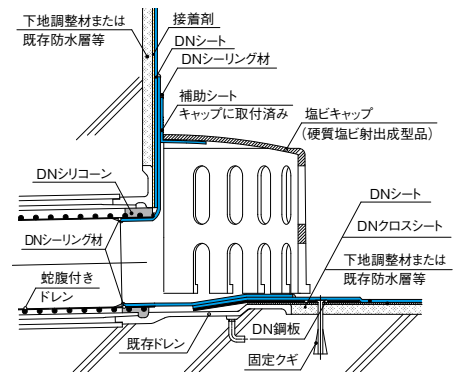 下地調整材または
既存防水層等
接着剤
DNシート
DNシーリング材
補助シート
キャップに取付済み
塩ビキャップ
（硬質塩ビ射出成型品）
DNシリコーン
DNシート
DNクロスシート
DNシーリング材
下地調整材または
既存防水層等
蛇腹付き
ドレン
DN鋼板
既存ドレン
固定クギ